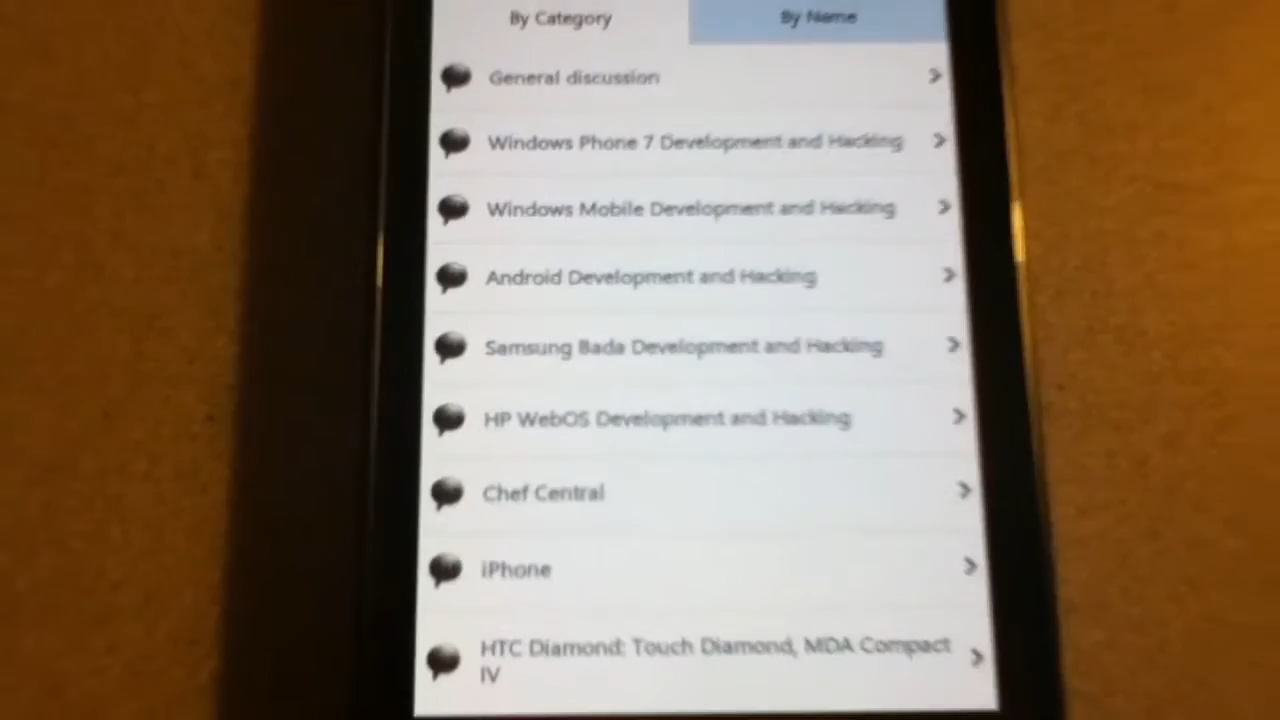 By Category
By Name
General discussion
Windows Phone 7 Development and Hacking
Windows Mobile Development and Hacking
Android Development and Hacking
Samsung Bada Development and Hacking
HP WebOS Development and Hacking
Chef Central
iPhone
HTC Diamond: Touch Diamond, MDA Compact
IV